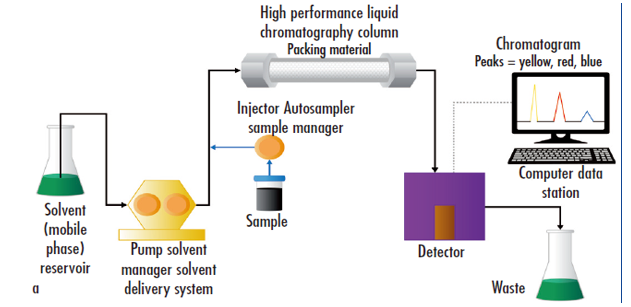 High performance liquid
chromatography column
Packing material
Chromatogram
Peaks = yellow, red, blue
Injector Autosampler
sample manager
Computer data
station
Solvent
(mobile
phase)
reservoir
a
Pump solvent
manager solvent
delivery system
Sample
Detector
Waste